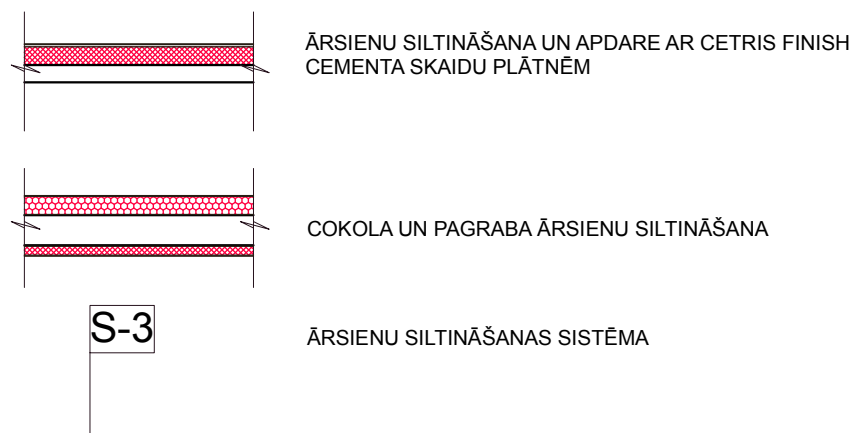 ĀRSIENU SILTINĀŠANA UN APDARE AR CETRIS FINISH
CEMENTA SKAIDU PLĀTNĒM
COKOLA UN PAGRABA ĀRSIENU SILTINĀŠANA
S-3
ĀRSIENU SILTINĀŠANAS SISTĒMA